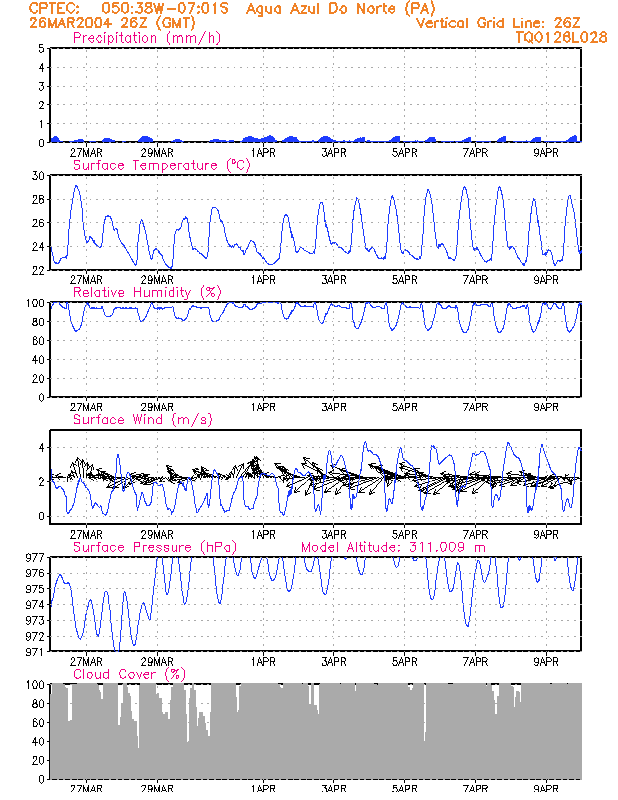 CPTEC: 050:38W-07:01S Agua Azul Do Norte (PA)
26MAR2004 26Z (GMT) Vertical Grid Line: 26Z
Precipitation (mm/h) TQ0126L028
5
4
3
2
1
0
27MAR 29MAR 1APR 3APR 5APR 7APR 9APR
Surface Temperature (°C)
30
28
26
24
22
27MAR 29MAR 1APR 3APR 5APR 7APR 9APR
Relative Humidity (%)
100
80
60
40
20
0
27MAR 29MAR 1APR 3APR 5APR 7APR 9APR
Surface Wind (m/s)
4
2
0
27MAR 29MAR 1APR 3APR 5APR 7APR 9APR
Surface Pressure (hPa) Model Altitude: 311.009 m
977
976
975
974
973
972
971
27MAR 29MAR 1APR 3APR 5APR 7APR 9APR
Cloud Cover (%)
100
80
60
40
20
0
27MAR 29MAR 1APR 3APR 5APR 7APR 9APR